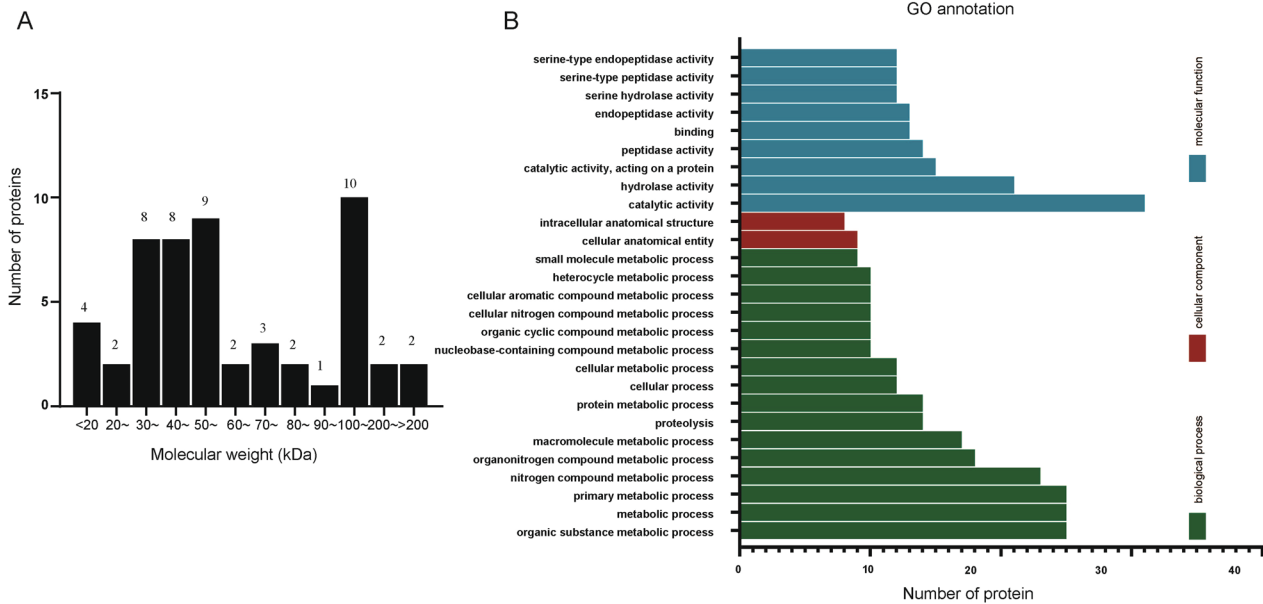 A
15
10
5
0
Number of proteins
4
2
8
8
9
2
3
2
1
10
2
2
<20 20~ 30~ 40~ 50~ 60~ 70~ 80~ 90~ 100~ 200~ >200
Molecular weight (kDa)
B
GO annotation
serine-type endopeptidase activity
serine-type peptidase activity
serine hydrolase activity
endopeptidase activity
binding
peptidase activity
catalytic activity, acting on a protein
hydrolase activity
catalytic activity
intracellular anatomical structure
cellular anatomical entity
small molecule metabolic process
heterocycle metabolic process
cellular aromatic compound metabolic process
cellular nitrogen compound metabolic process
organic cyclic compound metabolic process
nucleobase-containing compound metabolic process
cellular metabolic process
cellular process
protein metabolic process
proteolysis
macromolecule metabolic process
organonitrogen compound metabolic process
nitrogen compound metabolic process
primary metabolic process
metabolic process
organic substance metabolic process
0 10 20 30 40
Number of protein
molecular function
cellular component
biological process